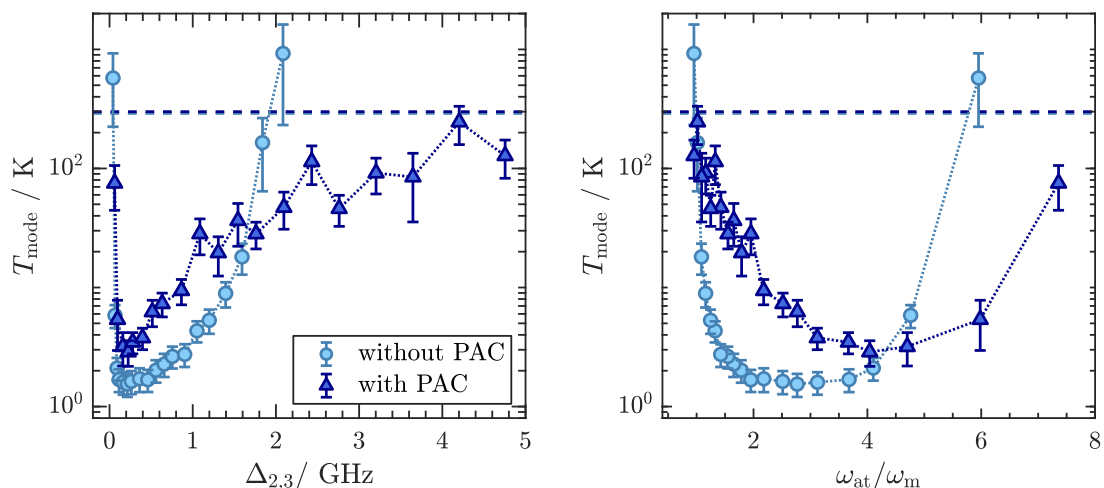 T_mode / K
10^2
10^0
0
1
2
3
4
5
Δ_2,3/ GHz
without PAC
with PAC
T_mode / K
10^2
10^0
2
4
6
8
ω_at/ω_m